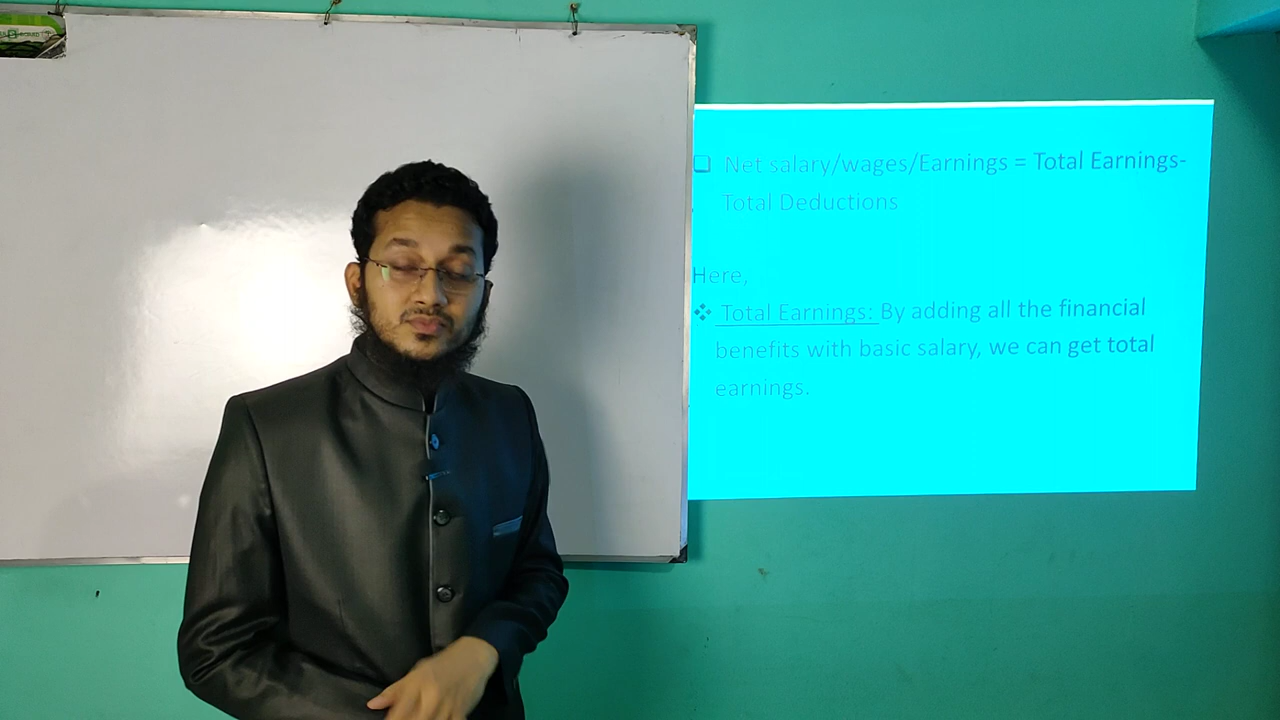 Net salary/wages/Earnings = Total Earnings-
Total Deductions
Here,
Total Earnings: By adding all the financial
benefits with basic salary, we can get total
earnings.